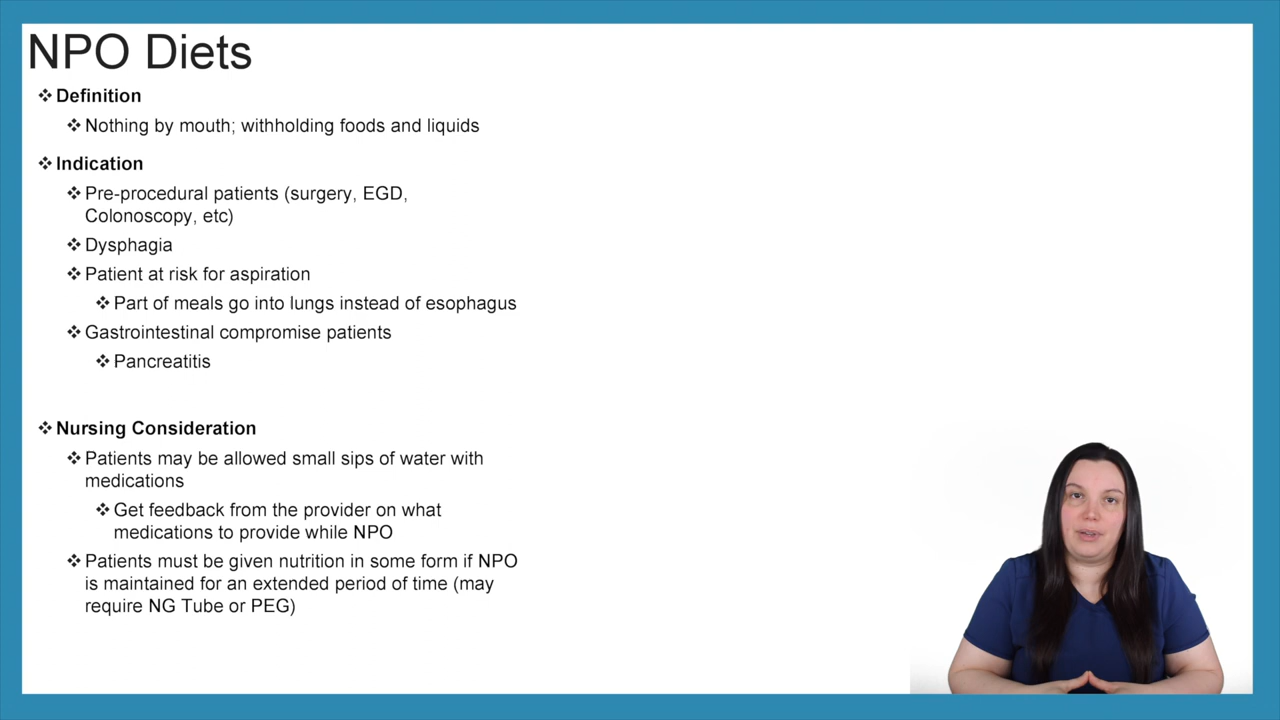 NPO Diets
❖ Definition
❖ Nothing by mouth; withholding foods and liquids
❖ Indication
❖ Pre-procedural patients (surgery, EGD,
Colonoscopy, etc)
❖ Dysphagia
❖ Patient at risk for aspiration
❖ Part of meals go into lungs instead of esophagus
❖ Gastrointestinal compromise patients
❖ Pancreatitis
❖ Nursing Consideration
❖ Patients may be allowed small sips of water with
medications
❖ Get feedback from the provider on what
medications to provide while NPO
❖ Patients must be given nutrition in some form if NPO
is maintained for an extended period of time (may
require NG Tube or PEG)